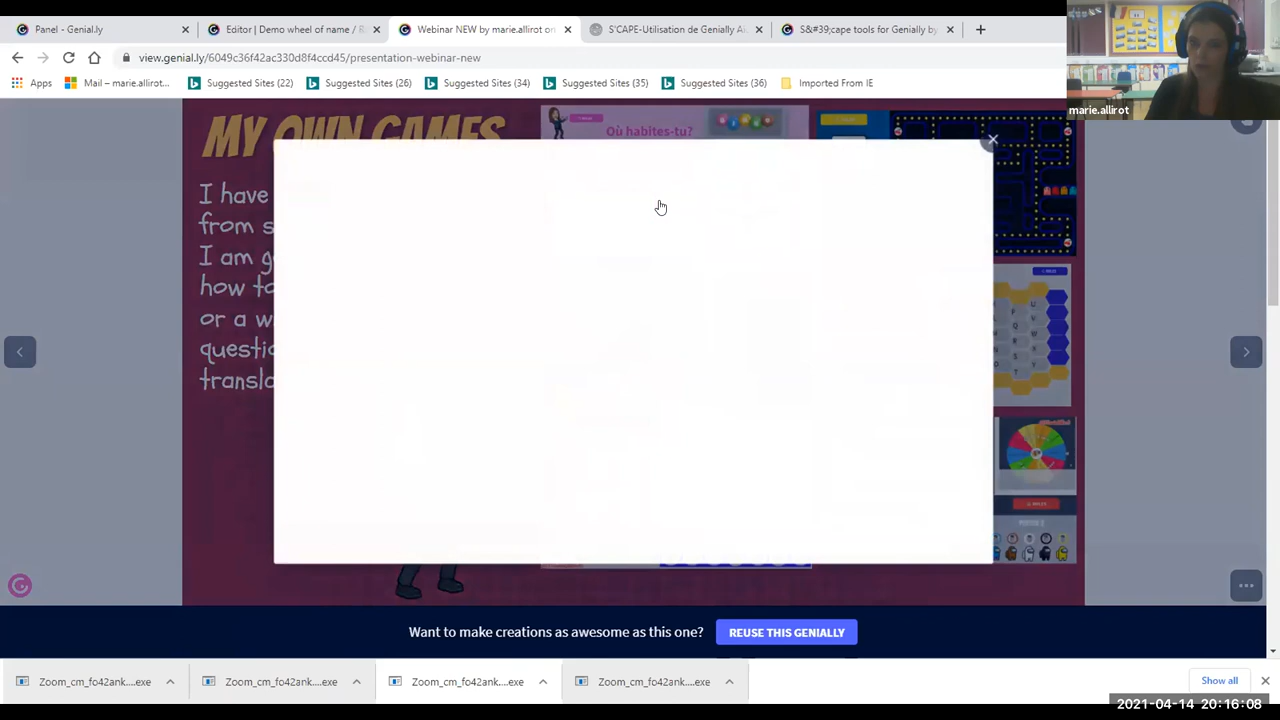 Panel - Genial.ly
Editor | Demo wheel of name / R
Webinar NEW by marie.allirot on
S'CAPE-Utilisation de Genially Ai
S&#39;cape tools for Genially by
view.genial.ly/6049c36f42ac330d8f4ccd45/presentation-webinar-new
Apps
Mail – marie.allirot...
Suggested Sites (22)
Suggested Sites (26)
Suggested Sites (34)
Suggested Sites (35)
Suggested Sites (36)
Imported From IE
marie.allirot
MY OWN GAMES
Où habites-tu?
I have
from s
I am g
how to
or a w
questio
transla
Want to make creations as awesome as this one?
REUSE THIS GENIALLY
Zoom_cm_fo42ank....exe
Zoom_cm_fo42ank....exe
Zoom_cm_fo42ank....exe
Zoom_cm_fo42ank....exe
Show all
2021-04-14 20:16:08